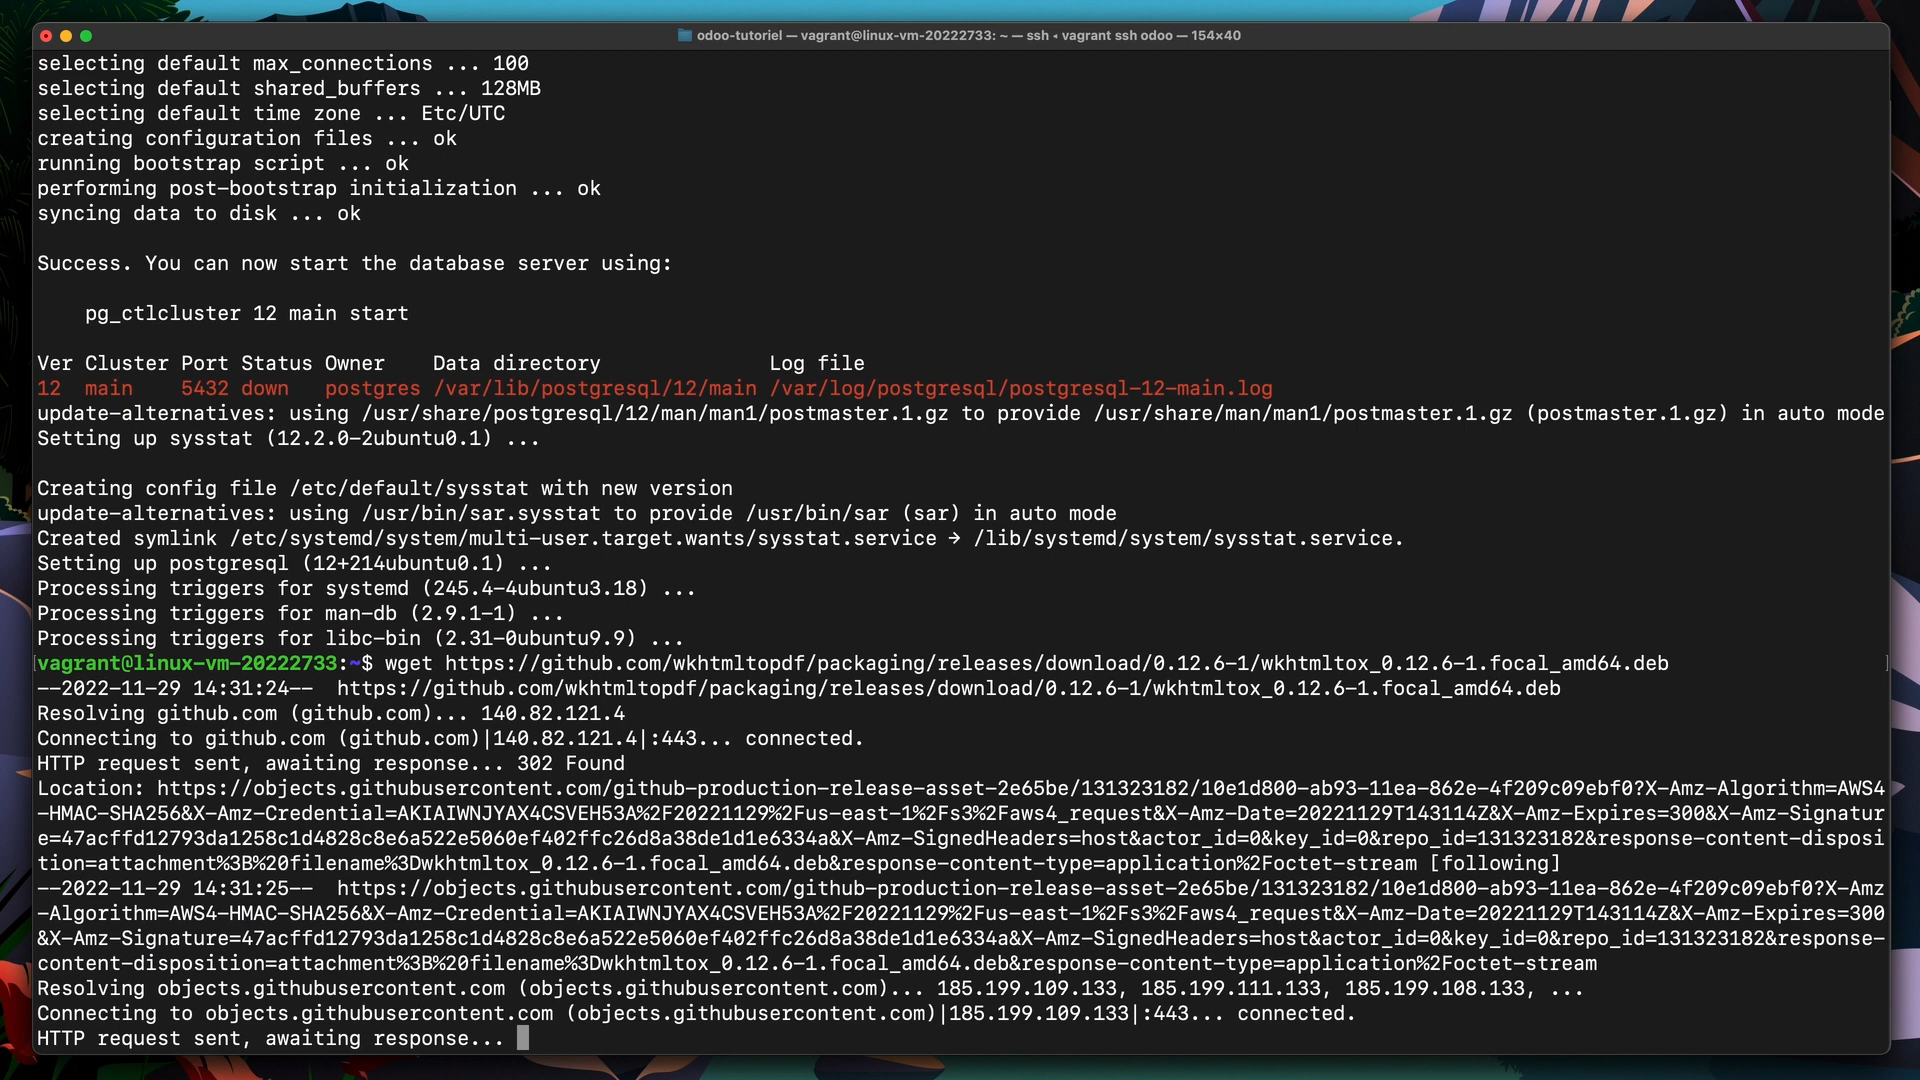 odoo-tutoriel — vagrant@linux-vm-20222733: ~ — ssh ◂ vagrant ssh odoo — 154×40
selecting default max_connections ... 100
selecting default shared_buffers ... 128MB
selecting default time zone ... Etc/UTC
creating configuration files ... ok
running bootstrap script ... ok
performing post-bootstrap initialization ... ok
syncing data to disk ... ok
Success. You can now start the database server using:
pg_ctlcluster 12 main start
Ver Cluster Port Status Owner    Data directory              Log file
12  main    5432 down   postgres /var/lib/postgresql/12/main /var/log/postgresql/postgresql-12-main.log
update-alternatives: using /usr/share/postgresql/12/man/man1/postmaster.1.gz to provide /usr/share/man/man1/postmaster.1.gz (postmaster.1.gz) in auto mode
Setting up sysstat (12.2.0-2ubuntu0.1) ...
Creating config file /etc/default/sysstat with new version
update-alternatives: using /usr/bin/sar.sysstat to provide /usr/bin/sar (sar) in auto mode
Created symlink /etc/systemd/system/multi-user.target.wants/sysstat.service → /lib/systemd/system/sysstat.service.
Setting up postgresql (12+214ubuntu0.1) ...
Processing triggers for systemd (245.4-4ubuntu3.18) ...
Processing triggers for man-db (2.9.1-1) ...
Processing triggers for libc-bin (2.31-0ubuntu9.9) ...
[vagrant@linux-vm-20222733:~$ wget https://github.com/wkhtmltopdf/packaging/releases/download/0.12.6-1/wkhtmltox_0.12.6-1.focal_amd64.deb ]
--2022-11-29 14:31:24--  https://github.com/wkhtmltopdf/packaging/releases/download/0.12.6-1/wkhtmltox_0.12.6-1.focal_amd64.deb
Resolving github.com (github.com)... 140.82.121.4
Connecting to github.com (github.com)|140.82.121.4|:443... connected.
HTTP request sent, awaiting response... 302 Found
Location: https://objects.githubusercontent.com/github-production-release-asset-2e65be/131323182/10e1d800-ab93-11ea-862e-4f209c09ebf0?X-Amz-Algorithm=AWS4
-HMAC-SHA256&X-Amz-Credential=AKIAIWNJYAX4CSVEH53A%2F20221129%2Fus-east-1%2Fs3%2Faws4_request&X-Amz-Date=20221129T143114Z&X-Amz-Expires=300&X-Amz-Signatur
e=47acffd12793da1258c1d4828c8e6a522e5060ef402ffc26d8a38de1d1e6334a&X-Amz-SignedHeaders=host&actor_id=0&key_id=0&repo_id=131323182&response-content-disposi
tion=attachment%3B%20filename%3Dwkhtmltox_0.12.6-1.focal_amd64.deb&response-content-type=application%2Foctet-stream [following]
--2022-11-29 14:31:25--  https://objects.githubusercontent.com/github-production-release-asset-2e65be/131323182/10e1d800-ab93-11ea-862e-4f209c09ebf0?X-Amz
-Algorithm=AWS4-HMAC-SHA256&X-Amz-Credential=AKIAIWNJYAX4CSVEH53A%2F20221129%2Fus-east-1%2Fs3%2Faws4_request&X-Amz-Date=20221129T143114Z&X-Amz-Expires=300
&X-Amz-Signature=47acffd12793da1258c1d4828c8e6a522e5060ef402ffc26d8a38de1d1e6334a&X-Amz-SignedHeaders=host&actor_id=0&key_id=0&repo_id=131323182&response-
content-disposition=attachment%3B%20filename%3Dwkhtmltox_0.12.6-1.focal_amd64.deb&response-content-type=application%2Foctet-stream
Resolving objects.githubusercontent.com (objects.githubusercontent.com)... 185.199.109.133, 185.199.111.133, 185.199.108.133, ...
Connecting to objects.githubusercontent.com (objects.githubusercontent.com)|185.199.109.133|:443... connected.
HTTP request sent, awaiting response...